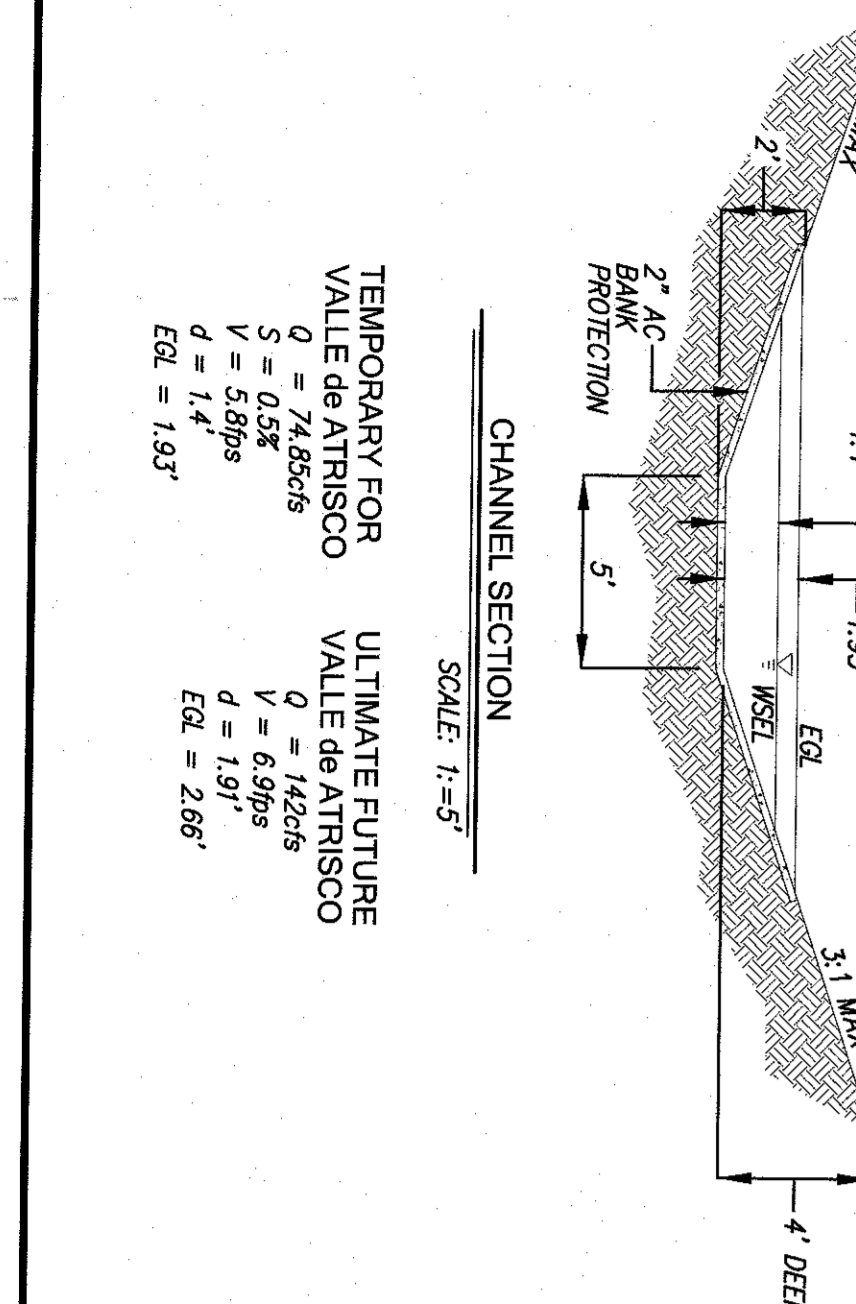 2'
EGL
WSEL
3:1 MAX
4' DEEP
2" AC
BANK
PROTECTION
5'
CHANNEL SECTION
SCALE: 1:=5'
TEMPORARY FOR
VALLE de ATRISCO
Q = 74.85cfs
S = 0.5%
V = 5.8fps
d = 1.4'
EGL = 1.93'
ULTIMATE FUTURE
VALLE de ATRISCO
Q = 142cfs
V = 6.9fps
d = 1.91'
EGL = 2.66'